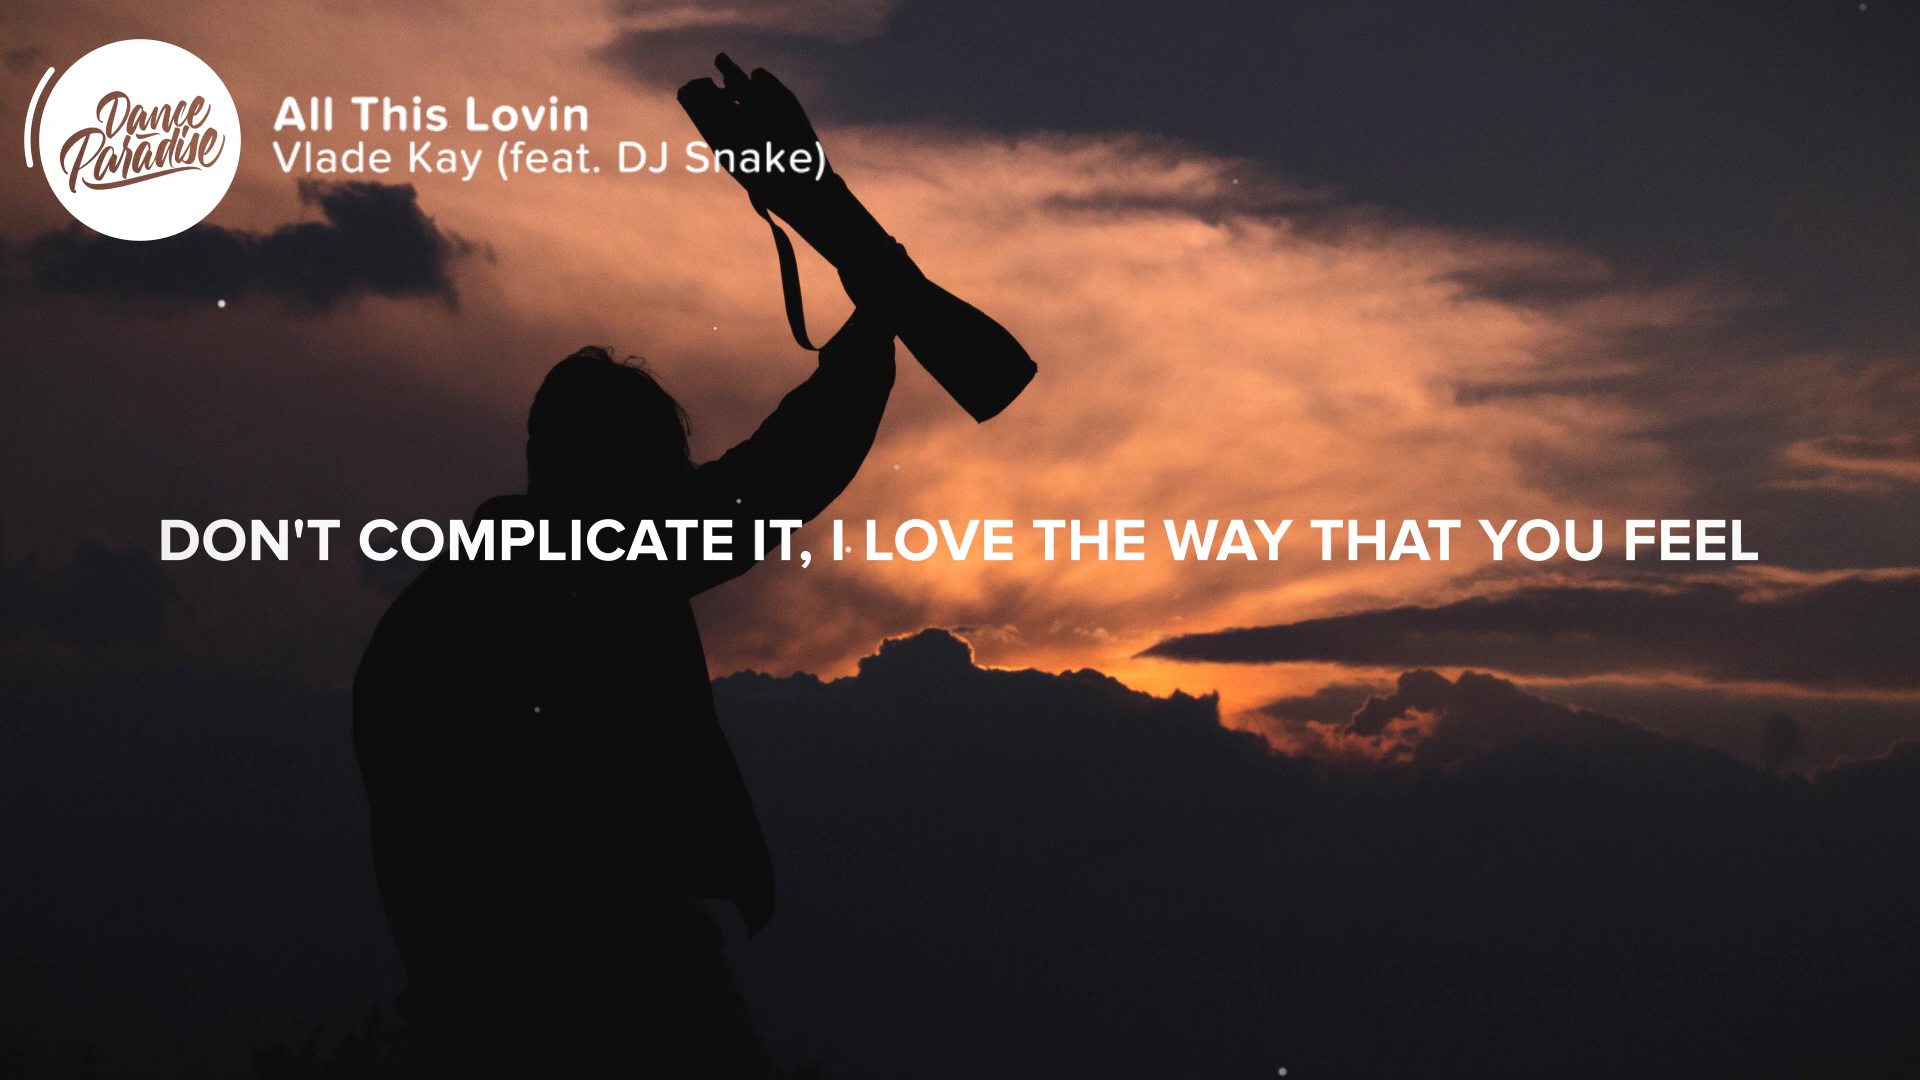 Dance
Paradise
All This Lovin
Vlade Kay (feat. DJ Snake)
DON'T COMPLICATE IT, I LOVE THE WAY THAT YOU FEEL